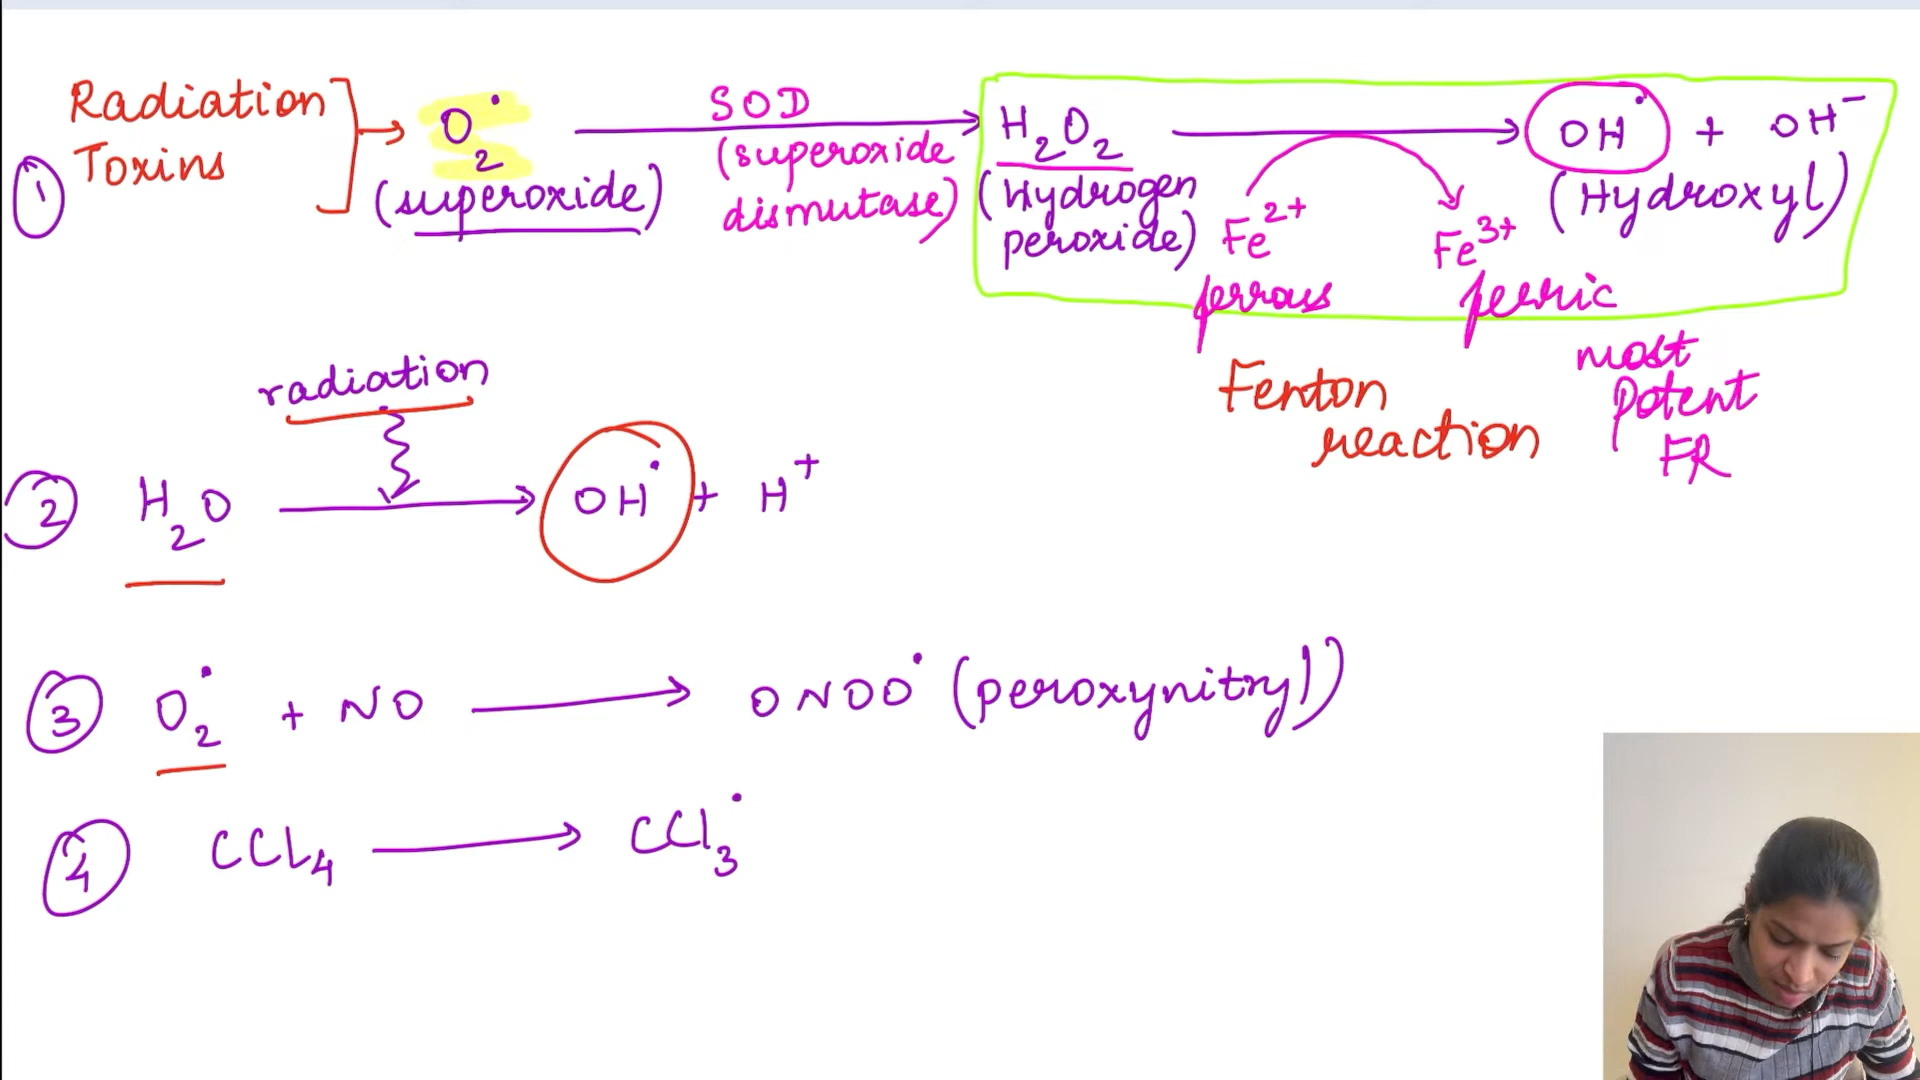 Radiation
Toxins
① O₂• (superoxide) → SOD (superoxide dismutase) → H₂O₂ (Hydrogen peroxide) → OH• (Hydroxyl) + OH⁻
Fe²⁺ Fe³⁺
ferrous ferric
Fenton reaction
most
Potent
FR
radiation
② H₂O → OH• + H⁺
③ O₂• + NO → ONOO• (peroxynitryl)
④ CCl₄ → CCl₃•